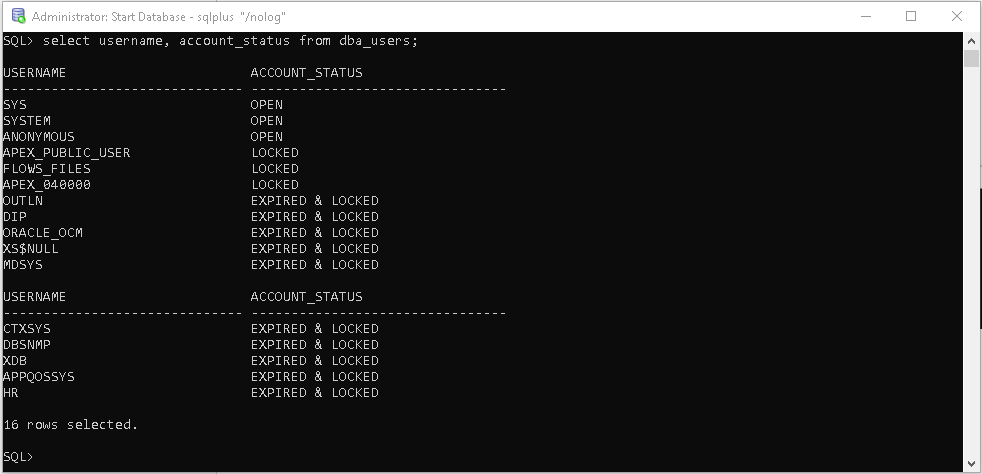 Administrator: Start Database - sqlplus "/nolog"
SQL> select username, account_status from dba_users;
USERNAME ACCOUNT_STATUS
------------------------------ --------------------------------
SYS OPEN
SYSTEM OPEN
ANONYMOUS OPEN
APEX_PUBLIC_USER LOCKED
FLOWS_FILES LOCKED
APEX_040000 LOCKED
OUTLN EXPIRED & LOCKED
DIP EXPIRED & LOCKED
ORACLE_OCM EXPIRED & LOCKED
XS$NULL EXPIRED & LOCKED
MDSYS EXPIRED & LOCKED
USERNAME ACCOUNT_STATUS
------------------------------ --------------------------------
CTXSYS EXPIRED & LOCKED
DBSNMP EXPIRED & LOCKED
XDB EXPIRED & LOCKED
APPQOSSYS EXPIRED & LOCKED
HR EXPIRED & LOCKED
16 rows selected.
SQL>